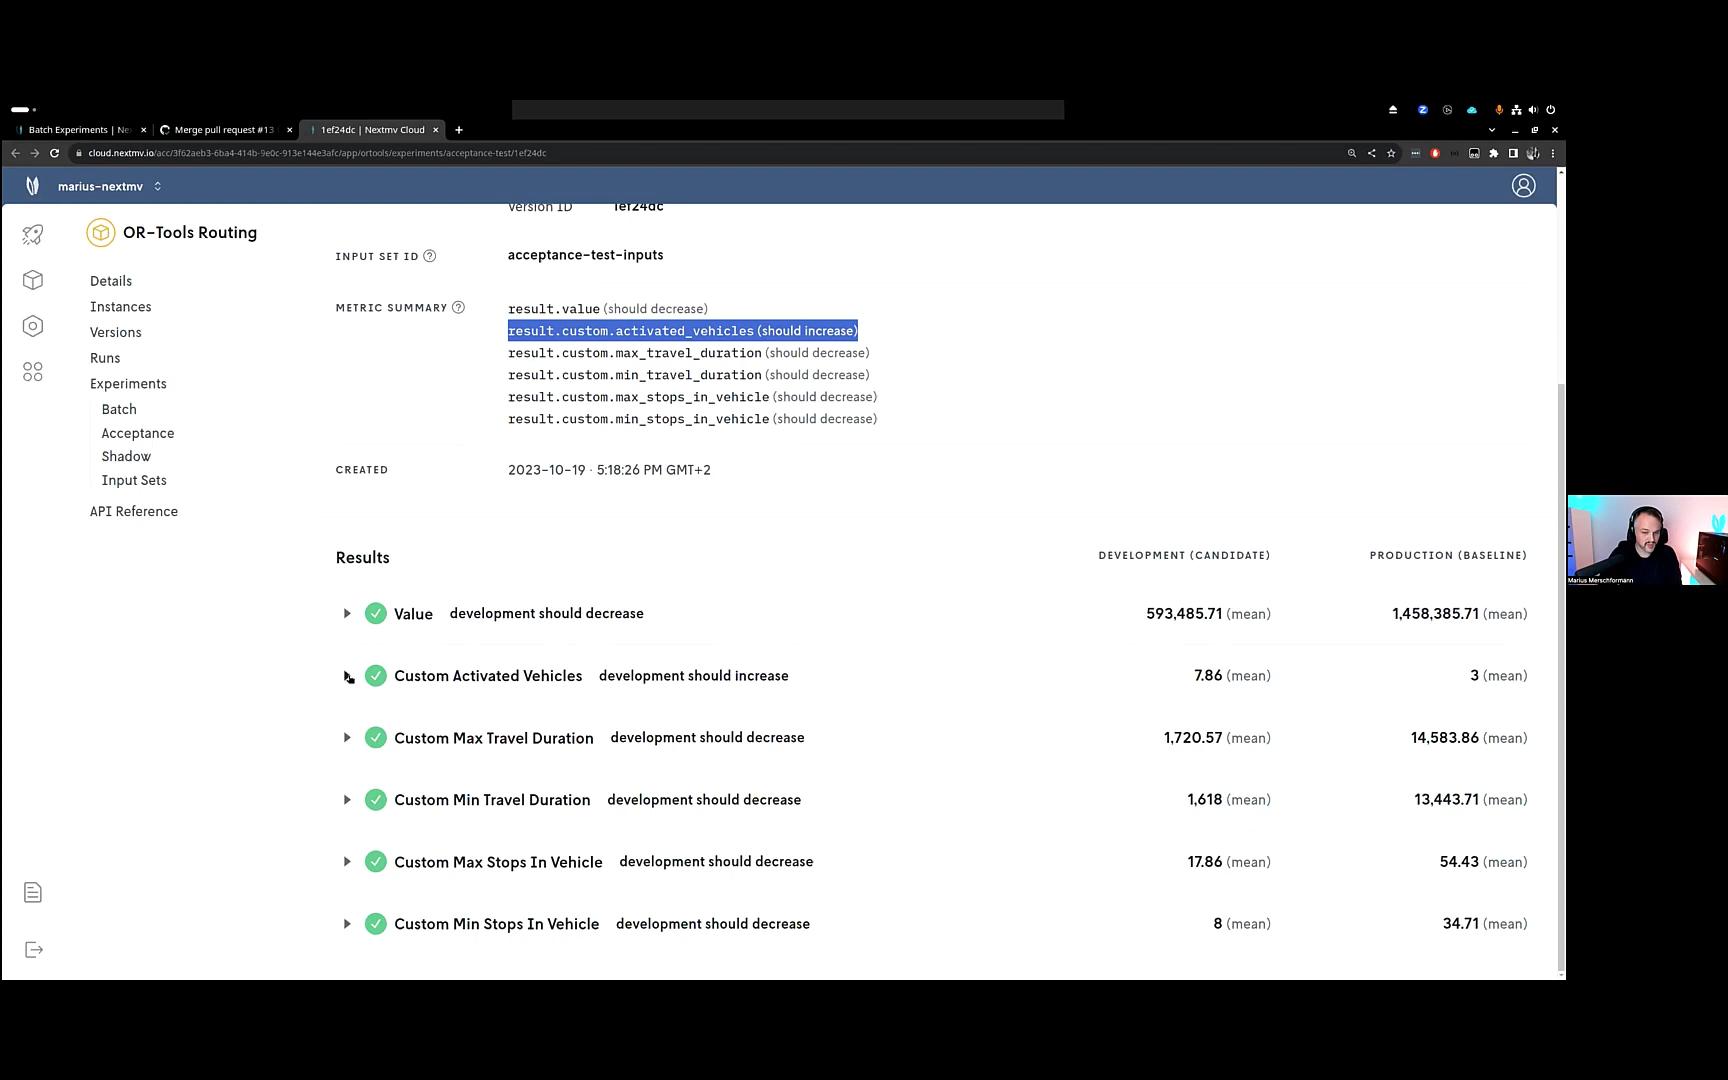 Batch Experiments | Ne
Merge pull request #13
1ef24dc | Nextmv Cloud
cloud.nextmv.io/acc/3f62aeb3-6ba4-414b-9e0c-913e144e3afc/app/ortools/experiments/acceptance-test/1ef24dc
marius-nextmv
OR-Tools Routing
Details
Instances
Versions
Runs
Experiments
Batch
Acceptance
Shadow
Input Sets
API Reference
Version ID 1ef24dc
INPUT SET ID ? acceptance-test-inputs
METRIC SUMMARY ? result.value (should decrease)
result.custom.activated_vehicles (should increase)
result.custom.max_travel_duration (should decrease)
result.custom.min_travel_duration (should decrease)
result.custom.max_stops_in_vehicle (should decrease)
result.custom.min_stops_in_vehicle (should decrease)
CREATED 2023-10-19 · 5:18:26 PM GMT+2
Results DEVELOPMENT (CANDIDATE) PRODUCTION (BASELINE)
Value development should decrease 593,485.71 (mean) 1,458,385.71 (mean)
Custom Activated Vehicles development should increase 7.86 (mean) 3 (mean)
Custom Max Travel Duration development should decrease 1,720.57 (mean) 14,583.86 (mean)
Custom Min Travel Duration development should decrease 1,618 (mean) 13,443.71 (mean)
Custom Max Stops In Vehicle development should decrease 17.86 (mean) 54.43 (mean)
Custom Min Stops In Vehicle development should decrease 8 (mean) 34.71 (mean)
Marius Merschformann